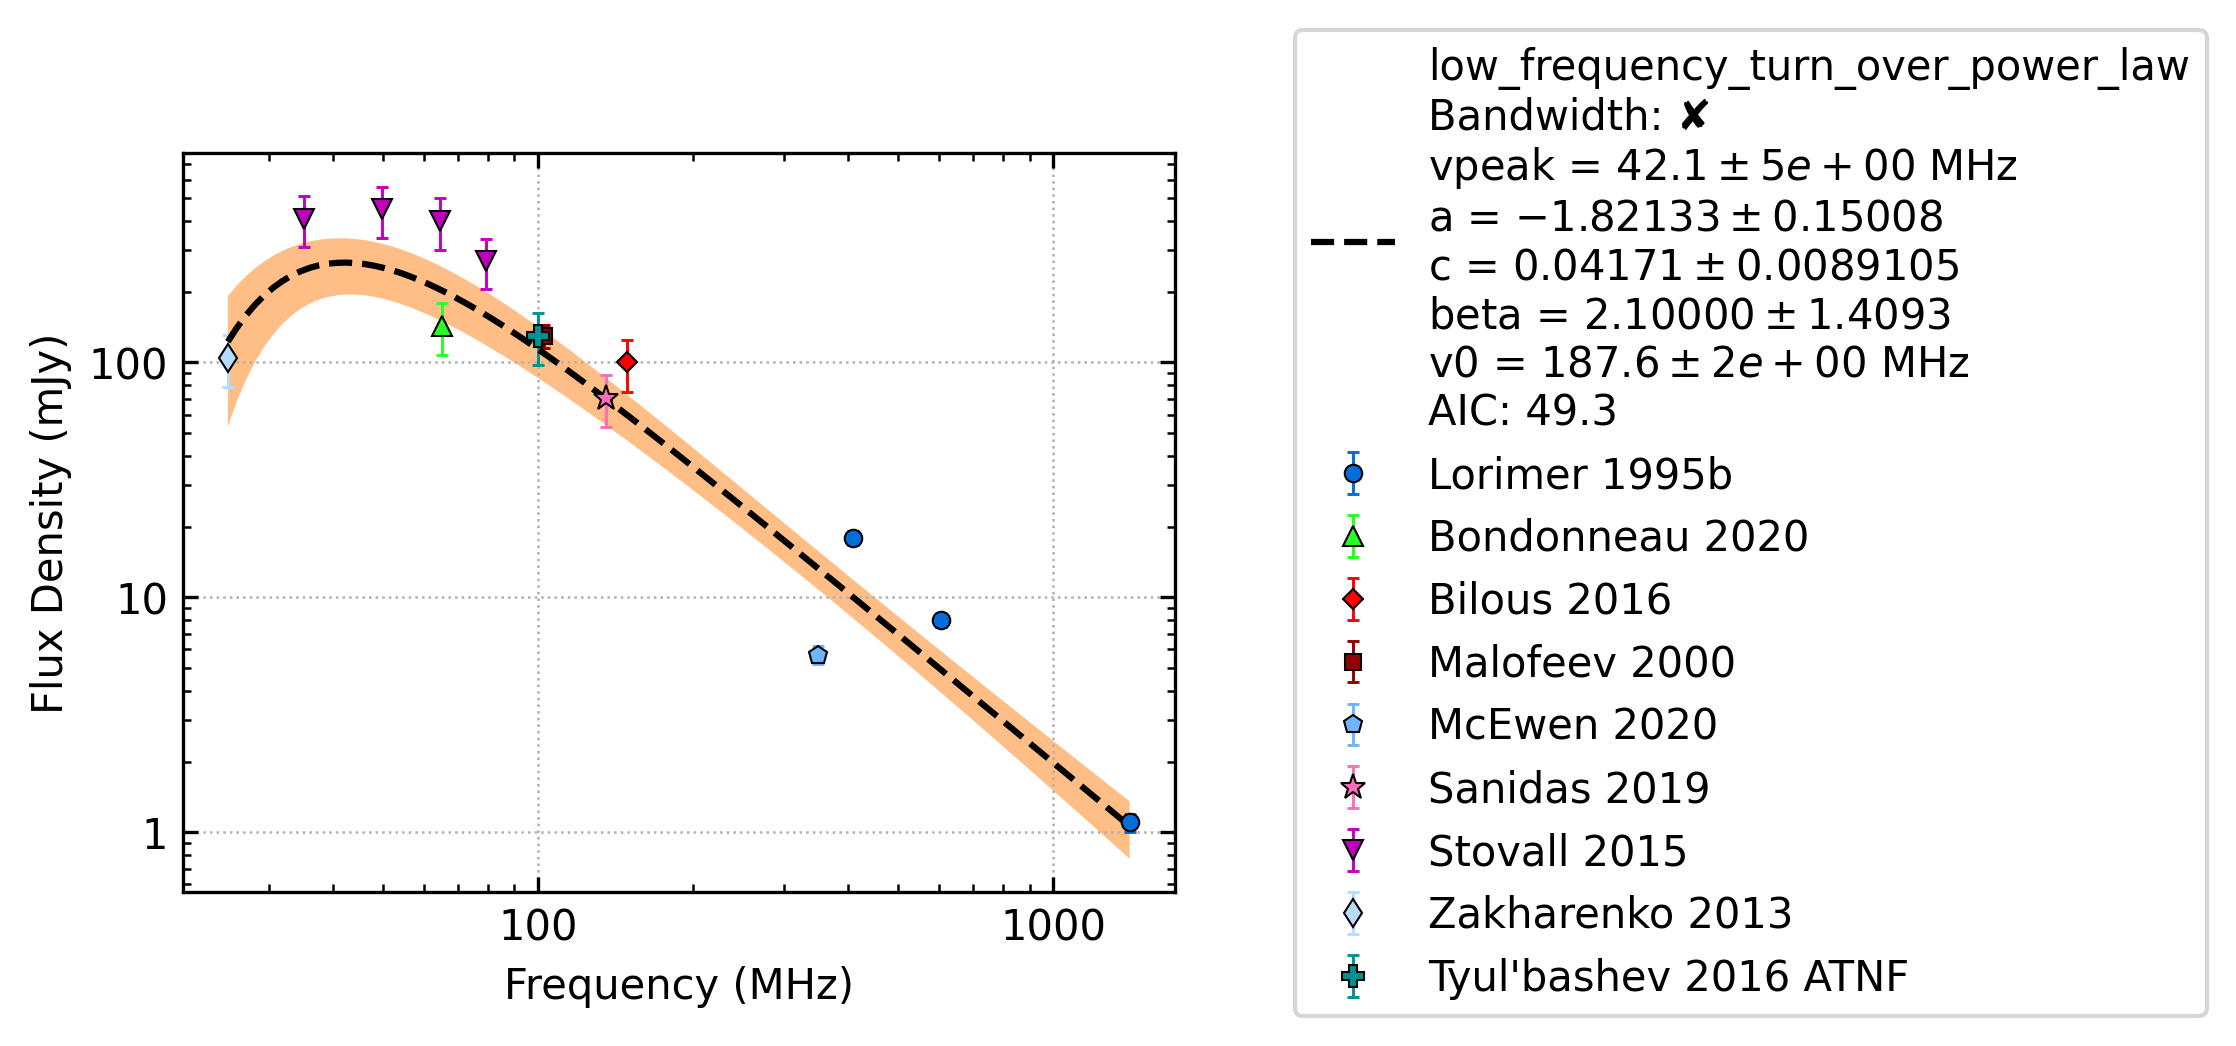 low_frequency_turn_over_power_law
Bandwidth: ✘
vpeak = 42.1 ± 5e + 00 MHz
a = −1.82133 ± 0.15008
c = 0.04171 ± 0.0089105
beta = 2.10000 ± 1.4093
v0 = 187.6 ± 2e + 00 MHz
AIC: 49.3
Lorimer 1995b
Bondonneau 2020
Bilous 2016
Malofeev 2000
McEwen 2020
Sanidas 2019
Stovall 2015
Zakharenko 2013
Tyul'bashev 2016 ATNF
Flux Density (mJy)
100
10
1
100
1000
Frequency (MHz)